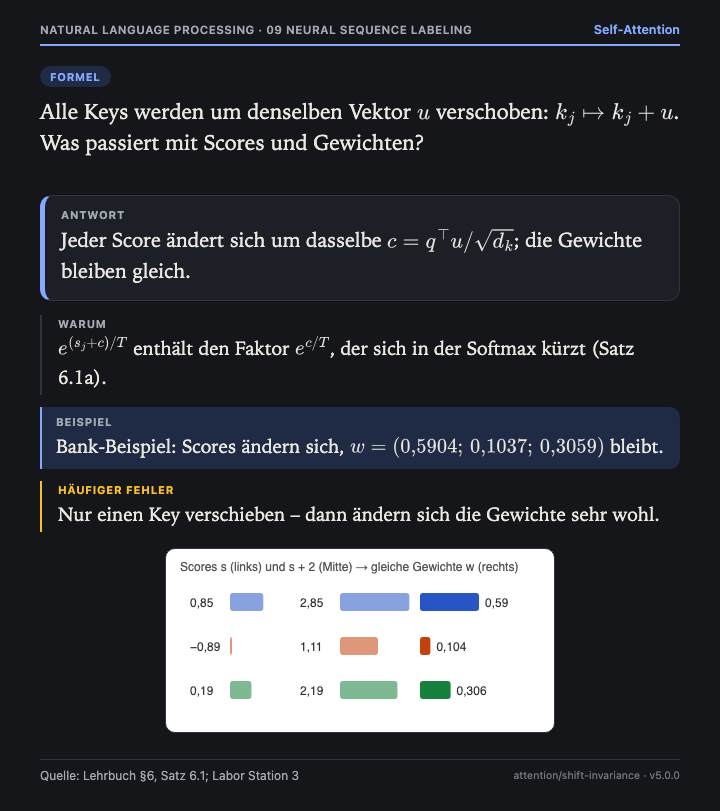 NATURAL LANGUAGE PROCESSING · 09 NEURAL SEQUENCE LABELING
Self-Attention
FORMEL
Alle Keys werden um denselben Vektor u verschoben: k_j ↦ k_j + u.
Was passiert mit Scores und Gewichten?
ANTWORT
Jeder Score ändert sich um dasselbe c = q^⊤u/√d_k; die Gewichte
bleiben gleich.
WARUM
e^{(s_j+c)/T} enthält den Faktor e^{c/T}, der sich in der Softmax kürzt (Satz
6.1a).
BEISPIEL
Bank-Beispiel: Scores ändern sich, w = (0,5904; 0,1037; 0,3059) bleibt.
HÄUFIGER FEHLER
Nur einen Key verschieben – dann ändern sich die Gewichte sehr wohl.
Scores s (links) und s + 2 (Mitte) → gleiche Gewichte w (rechts)
0,85 2,85 0,59
−0,89 1,11 0,104
0,19 2,19 0,306
Quelle: Lehrbuch §6, Satz 6.1; Labor Station 3
attention/shift-invariance · v5.0.0